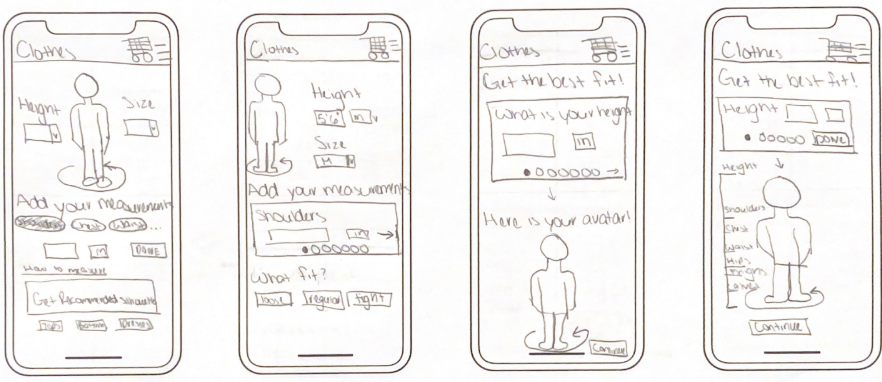 Clothes
Height
Size
Add your measurements
Shoulders
Chest
Waist...
in
DONE
How to measure
Get Recommended silhouette
Tops
Bottoms
Dresses
Clothes
Height
5'6"
in
Size
M
Add your measurements
Shoulders
in
What fit?
loose
regular
tight
Clothes
Get the best fit!
What is your height
in
Here is your avatar!
Continue
Clothes
Get the best fit!
Height
DONE
Height
Shoulders
Chest
Waist
Hips
Thighs
Calves
Continue